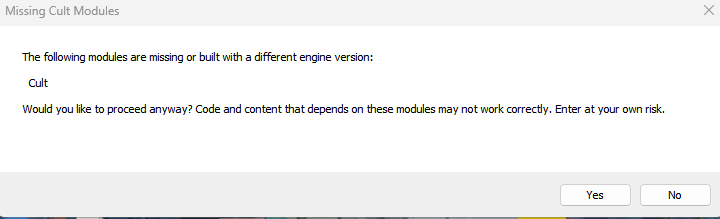 Missing Cult Modules
The following modules are missing or built with a different engine version:
Cult
Would you like to proceed anyway? Code and content that depends on these modules may not work correctly. Enter at your own risk.
Yes No